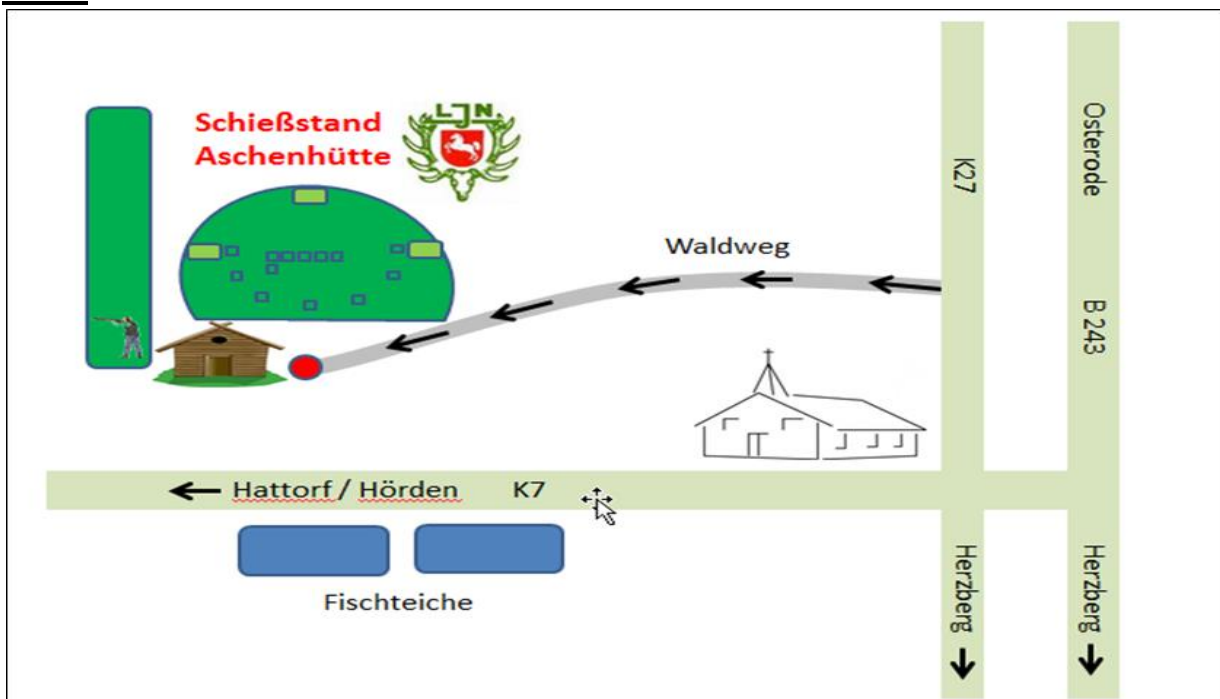 Schießstand
Aschenhütte
LJN
Waldweg
K27
Osterode
B 243
Hattorf / Hörden K7
Fischteiche
Herzberg
Herzberg